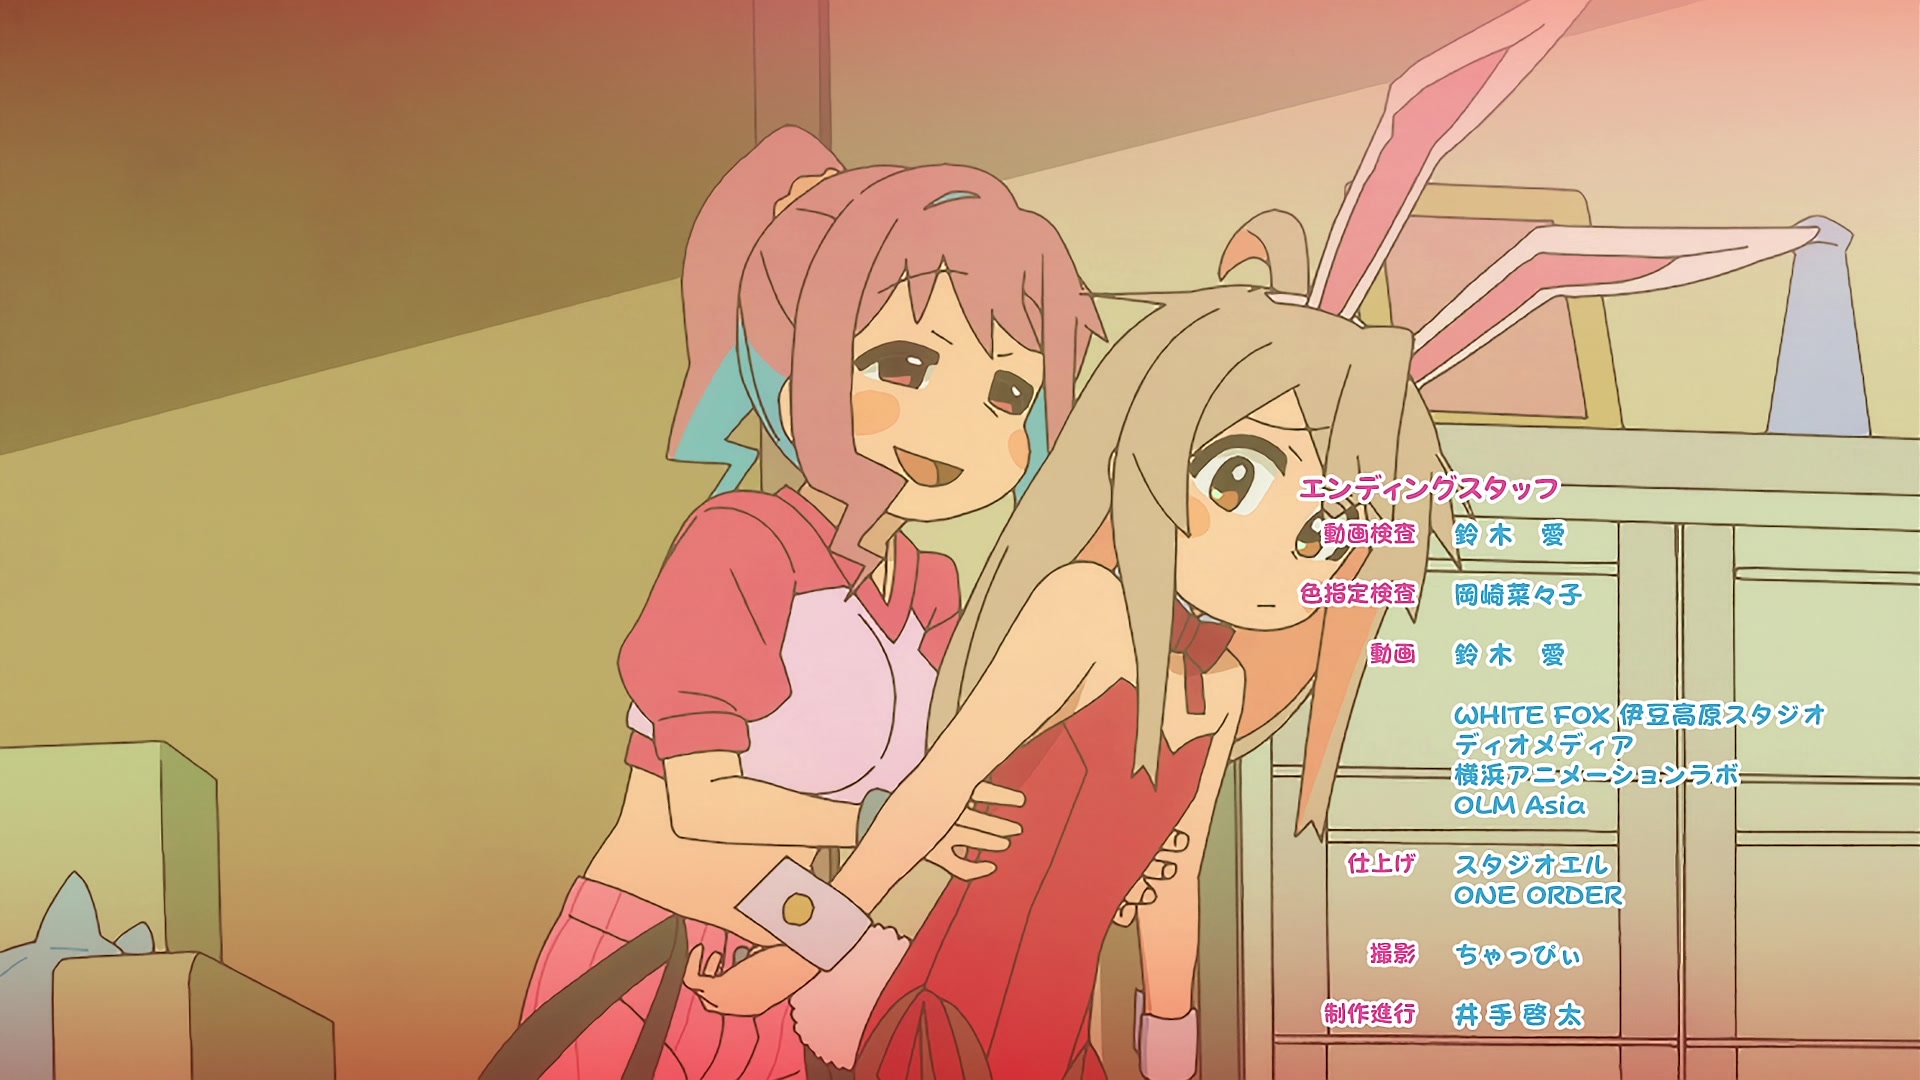 エンディングスタッフ
動画検査 鈴木 愛
色指定検査 岡崎菜々子
動画 鈴木 愛
WHITE FOX 伊豆高原スタジオ
ディオメディア
横浜アニメーションラボ
OLM Asia
仕上げ スタジオエル
ONE ORDER
撮影 ちゃっぴぃ
制作進行 井手啓太